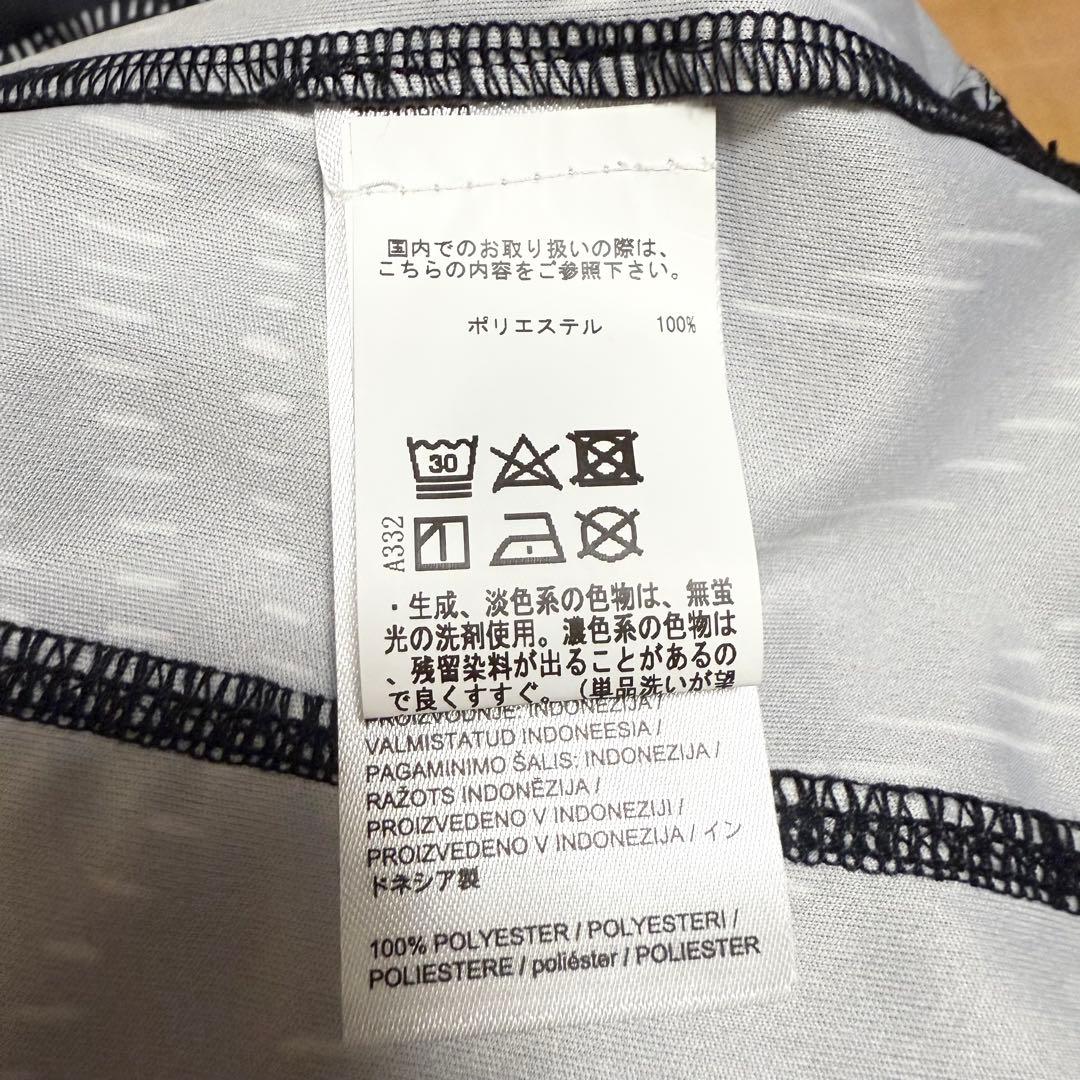 国内でのお取り扱いの際は、
こちらの内容をご参照下さい。
ポリエステル 100%
30
A332
・生成、淡色系の色物は、無蛍
光の洗剤使用。濃色系の色物は
、残留染料が出ることがあるの
で良くすすぐ。（単品洗いが望
PROIZVODNJE: INDONEZIJA /
VALMISTATUD INDONEESIA /
PAGAMINIMO ŠALIS: INDONEZIJA /
RAŽOTS INDONĒZIJA /
PROIZVEDENO V INDONEZIJI /
PROIZVEDENO V INDONEZIJA / イン
ドネシア製
100% POLYESTER / POLYESTERI /
POLIESTERE / poliéster / POLIESTER